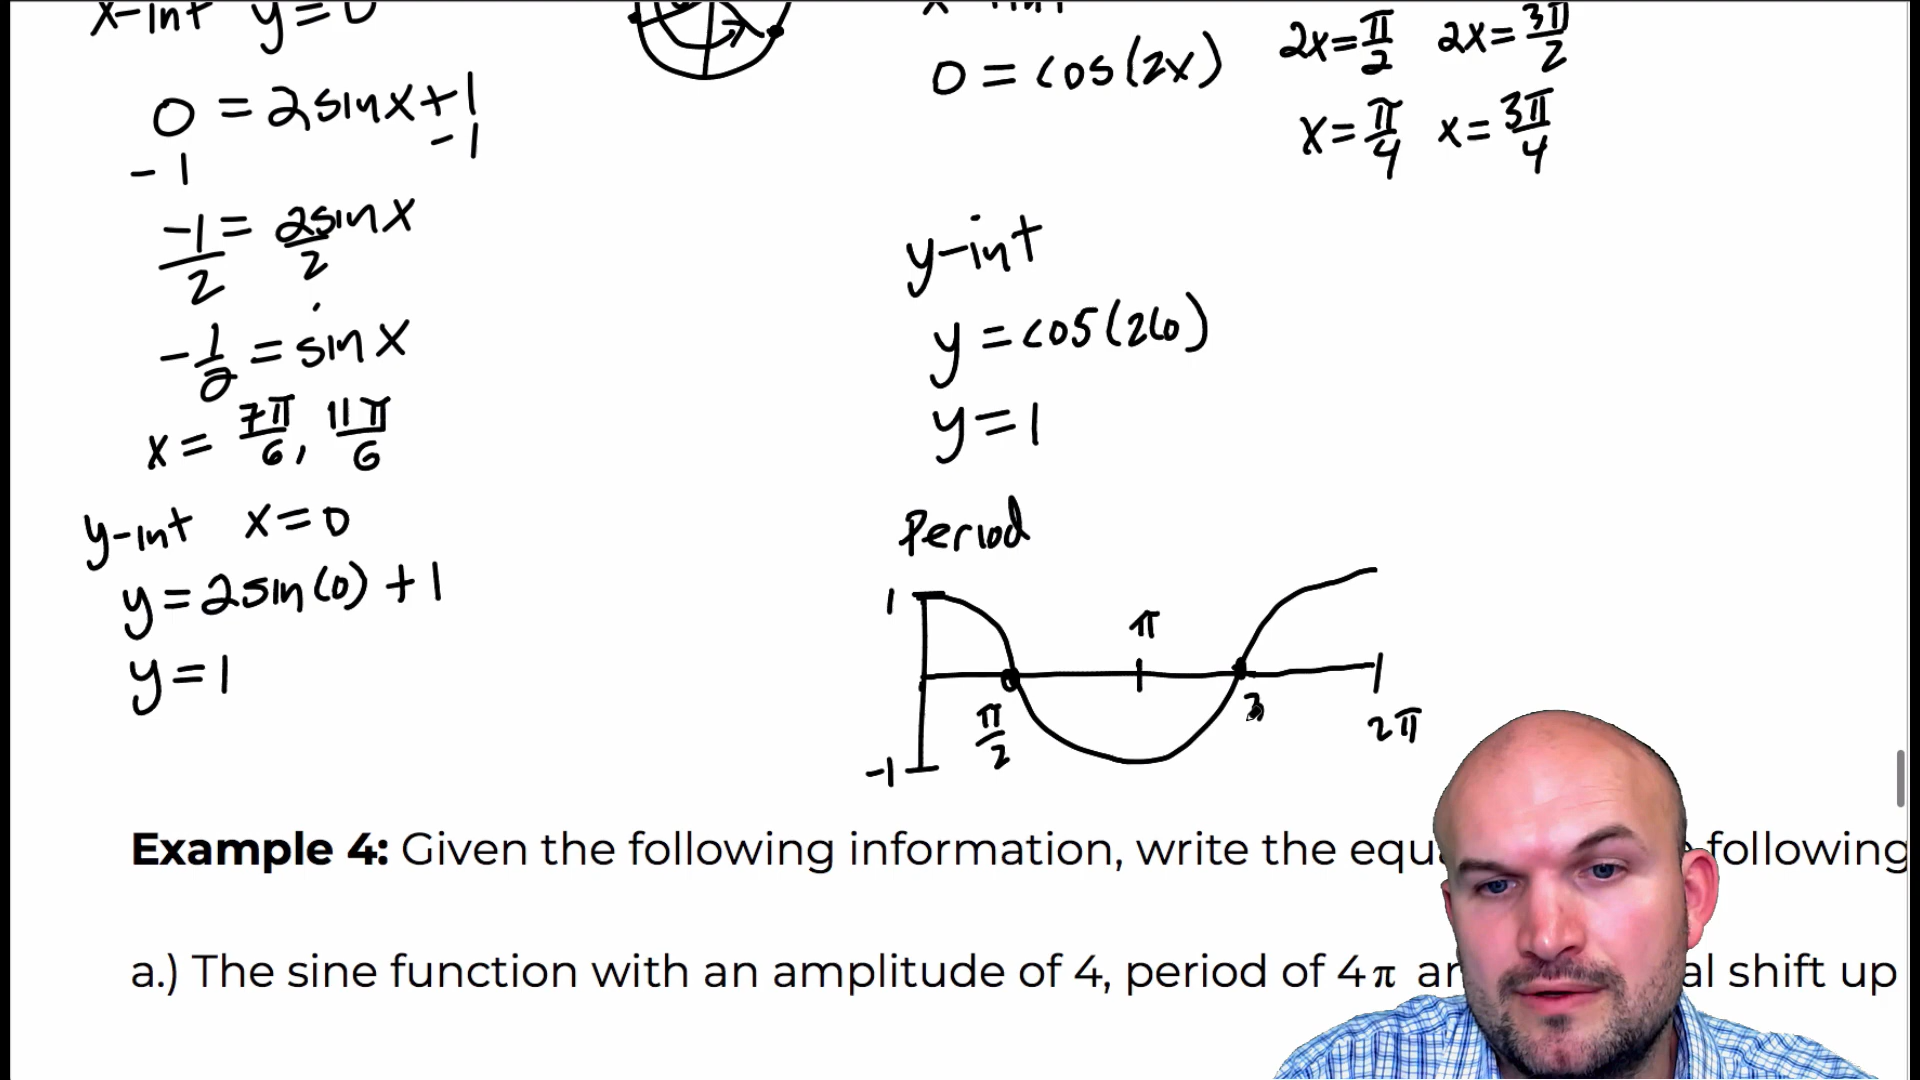 x-int y=0
0 = 2sinx+1
-1 -1
-1/2 = 2sinx/2
-1/2 = sinx
x = 7π/6, 11π/6
y-int x=0
y=2sin(0)+1
y=1
0 = cos(2x)
2x=π/2 2x=3π/2
x=π/4 x=3π/4
y-int
y=cos(2(0)
y=1
Period
1
π
π/2
3
2π
-1
Example 4: Given the following information, write the equ following
a.) The sine function with an amplitude of 4, period of 4π al shift up